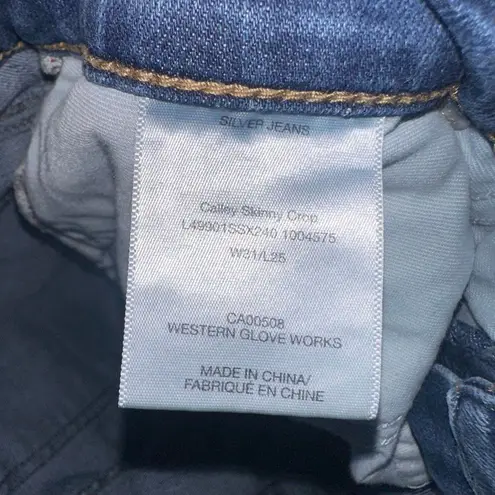 SILVER JEANS
Calley Skinny Crop
L49901SSX240 1004575
W31/L25
CA00508
WESTERN GLOVE WORKS
MADE IN CHINA/
FABRIQUÉ EN CHINE